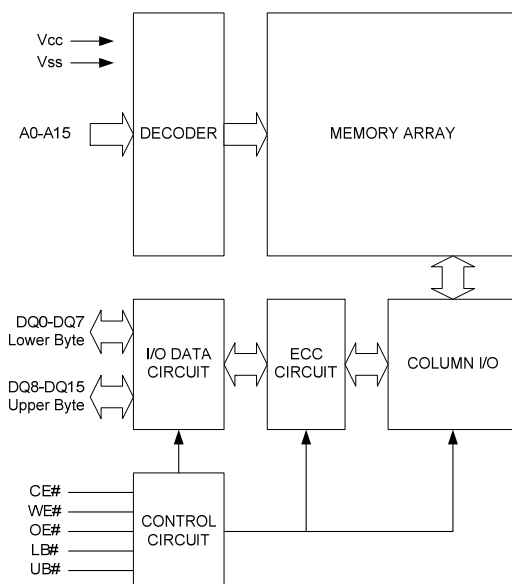 Vcc
Vss
A0-A15
DECODER
MEMORY ARRAY
DQ0-DQ7
Lower Byte
DQ8-DQ15
Upper Byte
I/O DATA
CIRCUIT
ECC
CIRCUIT
COLUMN I/O
CE#
WE#
OE#
LB#
UB#
CONTROL
CIRCUIT